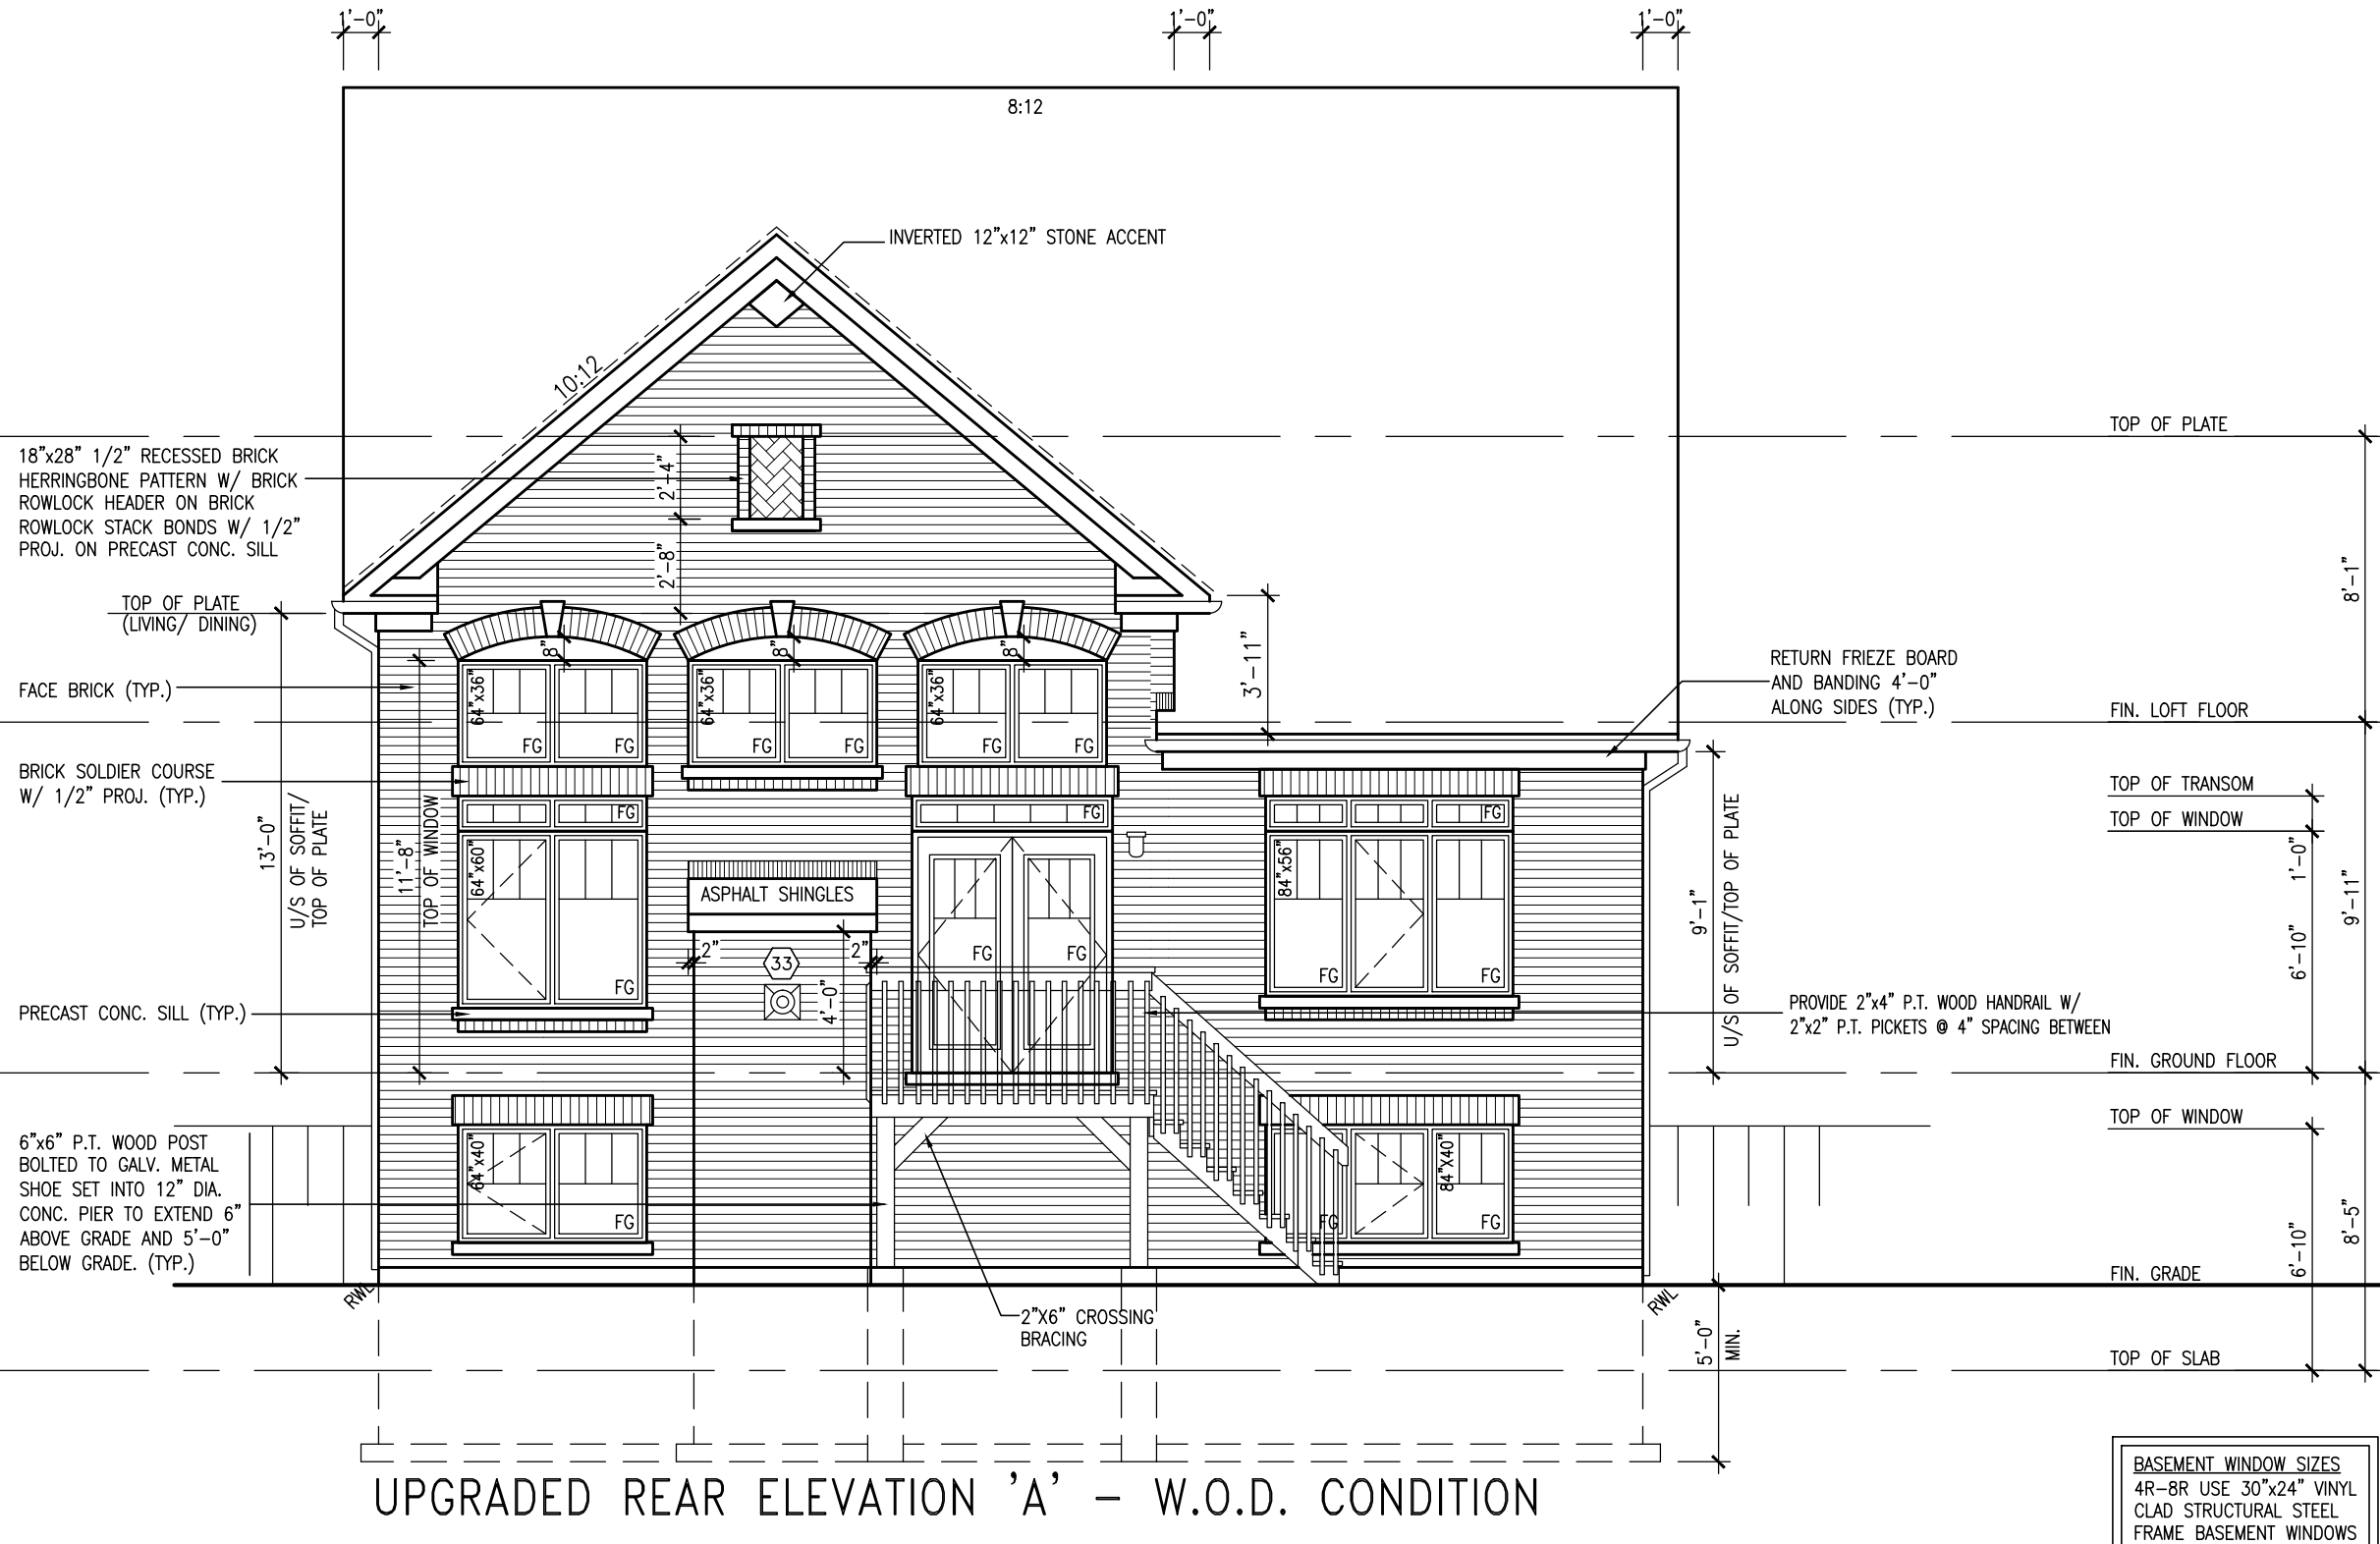 1'-0"
1'-0"
1'-0"
8:12
INVERTED 12"x12" STONE ACCENT
10:12
TOP OF PLATE
18"x28" 1/2" RECESSED BRICK
HERRINGBONE PATTERN W/ BRICK
ROWLOCK HEADER ON BRICK
ROWLOCK STACK BONDS W/ 1/2"
PROJ. ON PRECAST CONC. SILL
2'-4"
2'-8"
8'-1"
TOP OF PLATE
(LIVING/ DINING)
8"
8"
8"
3'-11"
RETURN FRIEZE BOARD
AND BANDING 4'-0"
ALONG SIDES (TYP.)
FACE BRICK (TYP.)
64"x36"
64"x36"
64"x36"
FG
FG
FG
FG
FG
FG
FIN. LOFT FLOOR
BRICK SOLDIER COURSE
W/ 1/2" PROJ. (TYP.)
TOP OF TRANSOM
TOP OF WINDOW
13'-0"
U/S OF SOFFIT/
TOP OF PLATE
11'-8"
TOP OF WINDOW
FG
FG
FG
64"x60"
84"x56"
ASPHALT SHINGLES
9'-1"
U/S OF SOFFIT/TOP OF PLATE
1'-0"
9'-11"
6'-10"
2"
2"
33
4'-0"
FG
FG
FG
FG
FG
PRECAST CONC. SILL (TYP.)
PROVIDE 2"x4" P.T. WOOD HANDRAIL W/
2"x2" P.T. PICKETS @ 4" SPACING BETWEEN
FIN. GROUND FLOOR
TOP OF WINDOW
6"x6" P.T. WOOD POST
BOLTED TO GALV. METAL
SHOE SET INTO 12" DIA.
CONC. PIER TO EXTEND 6"
ABOVE GRADE AND 5'-0"
BELOW GRADE. (TYP.)
64"x40"
84"X40"
FG
FG
FG
6'-10"
8'-5"
FIN. GRADE
RWL
RWL
2"X6" CROSSING
BRACING
5'-0"
MIN.
TOP OF SLAB
UPGRADED REAR ELEVATION 'A' - W.O.D. CONDITION
BASEMENT WINDOW SIZES
4R-8R USE 30"x24" VINYL
CLAD STRUCTURAL STEEL
FRAME BASEMENT WINDOWS